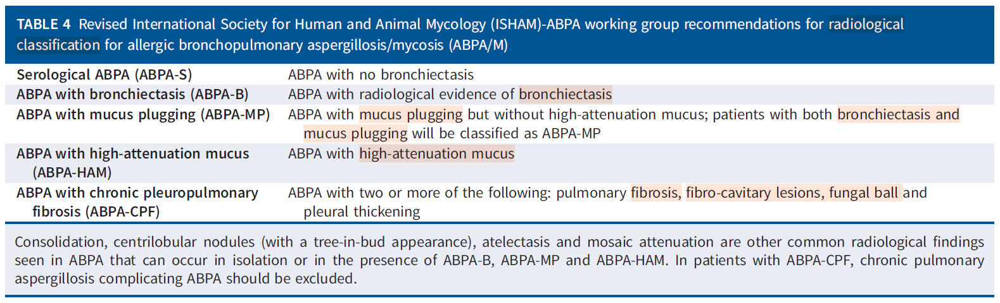 TABLE 4 Revised International Society for Human and Animal Mycology (ISHAM)-ABPA working group recommendations for radiological
classification for allergic bronchopulmonary aspergillosis/mycosis (ABPA/M)
Serological ABPA (ABPA-S) ABPA with no bronchiectasis
ABPA with bronchiectasis (ABPA-B) ABPA with radiological evidence of bronchiectasis
ABPA with mucus plugging (ABPA-MP) ABPA with mucus plugging but without high-attenuation mucus; patients with both bronchiectasis and
mucus plugging will be classified as ABPA-MP
ABPA with high-attenuation mucus ABPA with high-attenuation mucus
(ABPA-HAM)
ABPA with chronic pleuropulmonary ABPA with two or more of the following: pulmonary fibrosis, fibro-cavitary lesions, fungal ball and
fibrosis (ABPA-CPF) pleural thickening
Consolidation, centrilobular nodules (with a tree-in-bud appearance), atelectasis and mosaic attenuation are other common radiological findings
seen in ABPA that can occur in isolation or in the presence of ABPA-B, ABPA-MP and ABPA-HAM. In patients with ABPA-CPF, chronic pulmonary
aspergillosis complicating ABPA should be excluded.